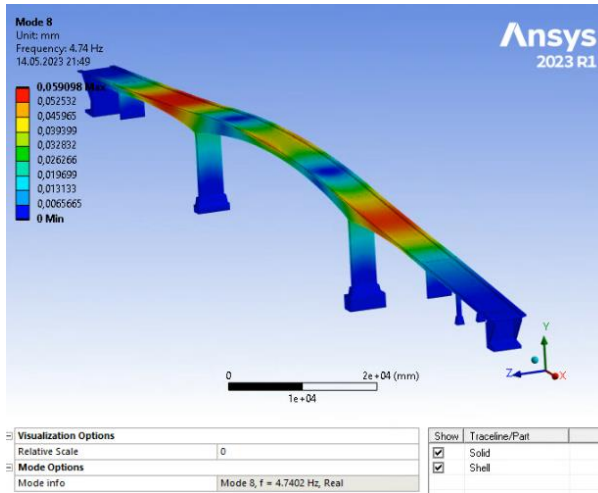 Mode 8
Unit: mm
Frequency: 4.74 Hz
14.05.2023 21:49
Ansys
2023 R1
0,059098 Max
0,052532
0,045965
0,039399
0,032832
0,026266
0,019699
0,013133
0,0065665
0 Min
Y
Z
X
0
2e+04 (mm)
1e+04
Visualization Options
Relative Scale 0
Mode Options
Mode info Mode 8, f = 4.7402 Hz, Real
Show Traceline/Part
Solid
Shell